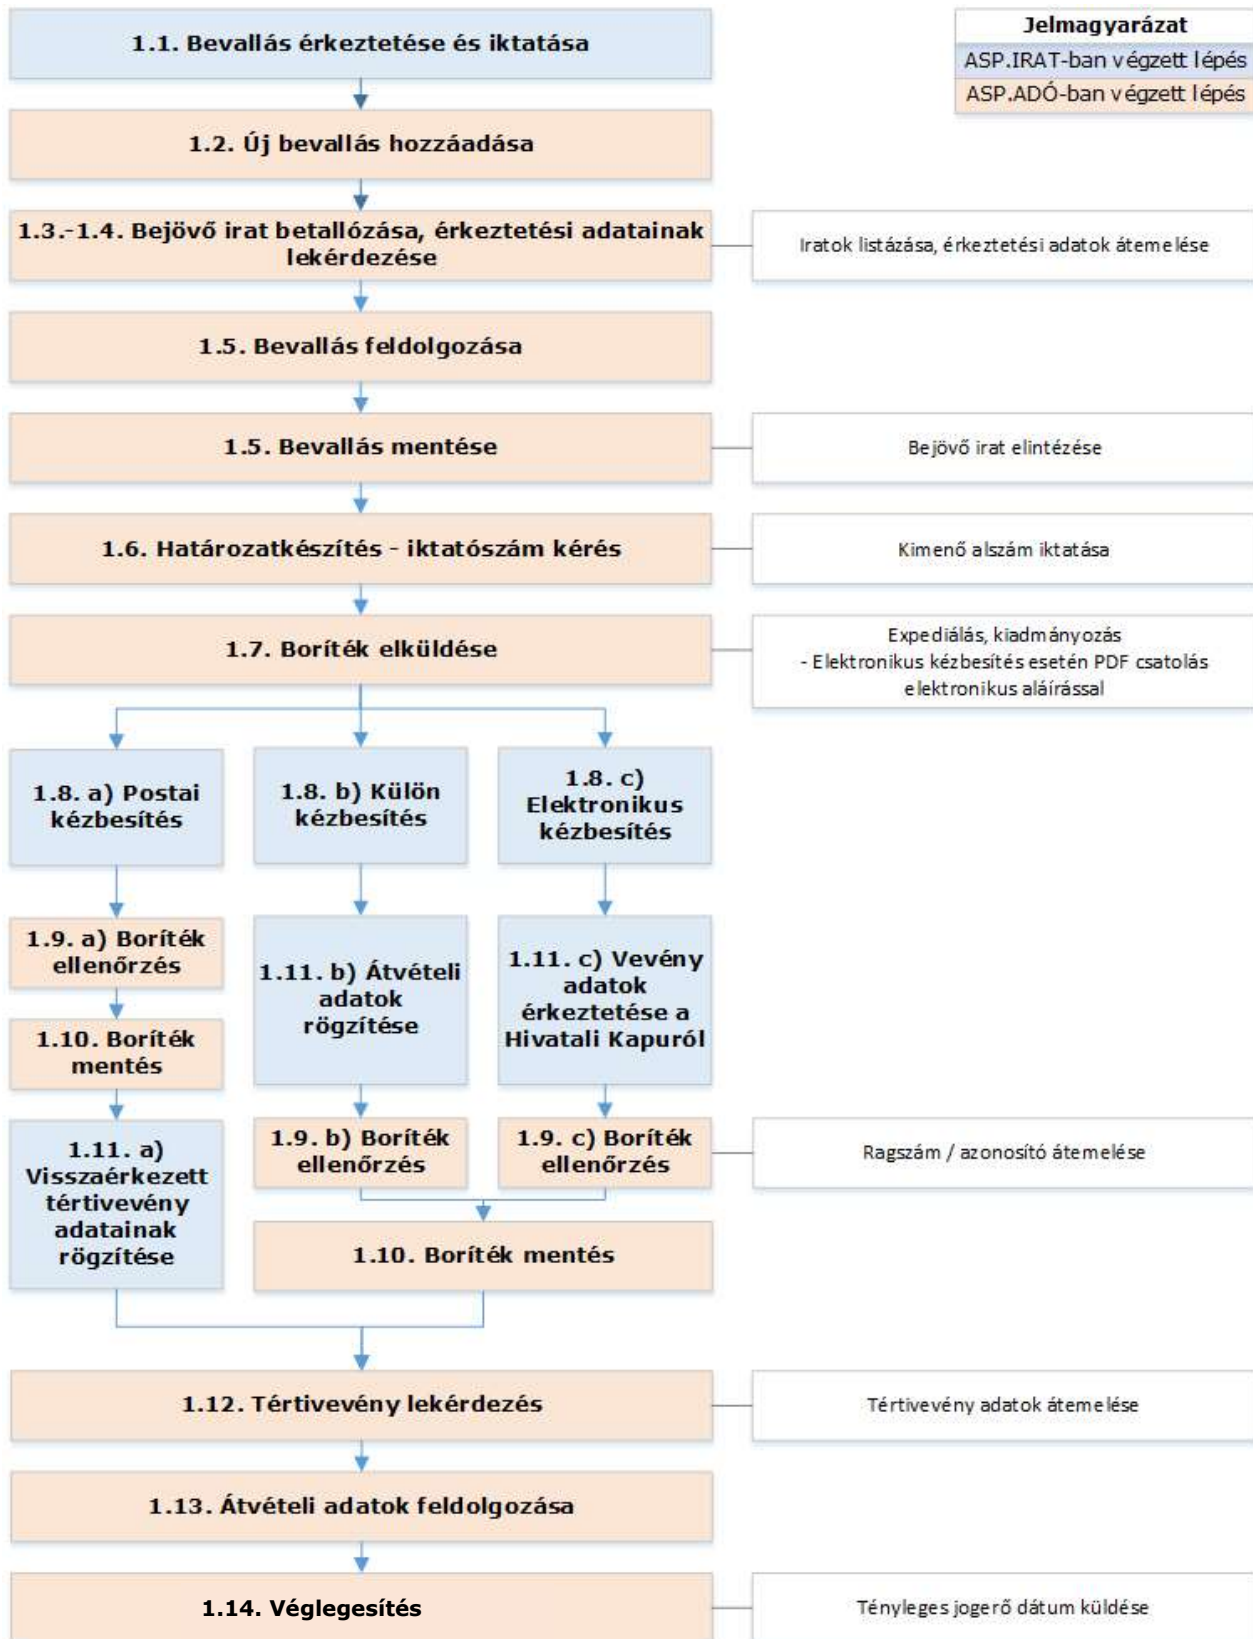 1.1. Bevallás érkeztetése és iktatása
Jelmagyarázat
ASP.IRAT-ban végzett lépés
ASP.ADÓ-ban végzett lépés
1.2. Új bevallás hozzáadása
1.3.-1.4. Bejövő irat betallózása, érkeztetési adatainak
lekérdezése
Iratok listázása, érkeztetési adatok átemelése
1.5. Bevallás feldolgozása
1.5. Bevallás mentése
Bejövő irat elintézése
1.6. Határozatkészítés - iktatószám kérés
Kimenő alszám iktatása
1.7. Boríték elküldése
Expediálás, kiadmányozás
- Elektronikus kézbesítés esetén PDF csatolás
elektronikus aláírással
1.8. a) Postai
kézbesítés
1.8. b) Külön
kézbesítés
1.8. c)
Elektronikus
kézbesítés
1.9. a) Boríték
ellenőrzés
1.10. Boríték
mentés
1.11. a)
Visszaérkezett
tértivevény
adatainak
rögzítése
1.11. b) Átvételi
adatok
rögzítése
1.11. c) Vevény
adatok
érkeztetése a
Hivatali Kapuról
1.9. b) Boríték
ellenőrzés
1.9. c) Boríték
ellenőrzés
Ragszám / azonosító átemelése
1.10. Boríték mentés
1.12. Tértivevény lekérdezés
Tértivevény adatok átemelése
1.13. Átvételi adatok feldolgozása
1.14. Véglegesítés
Tényleges jogerő dátum küldése